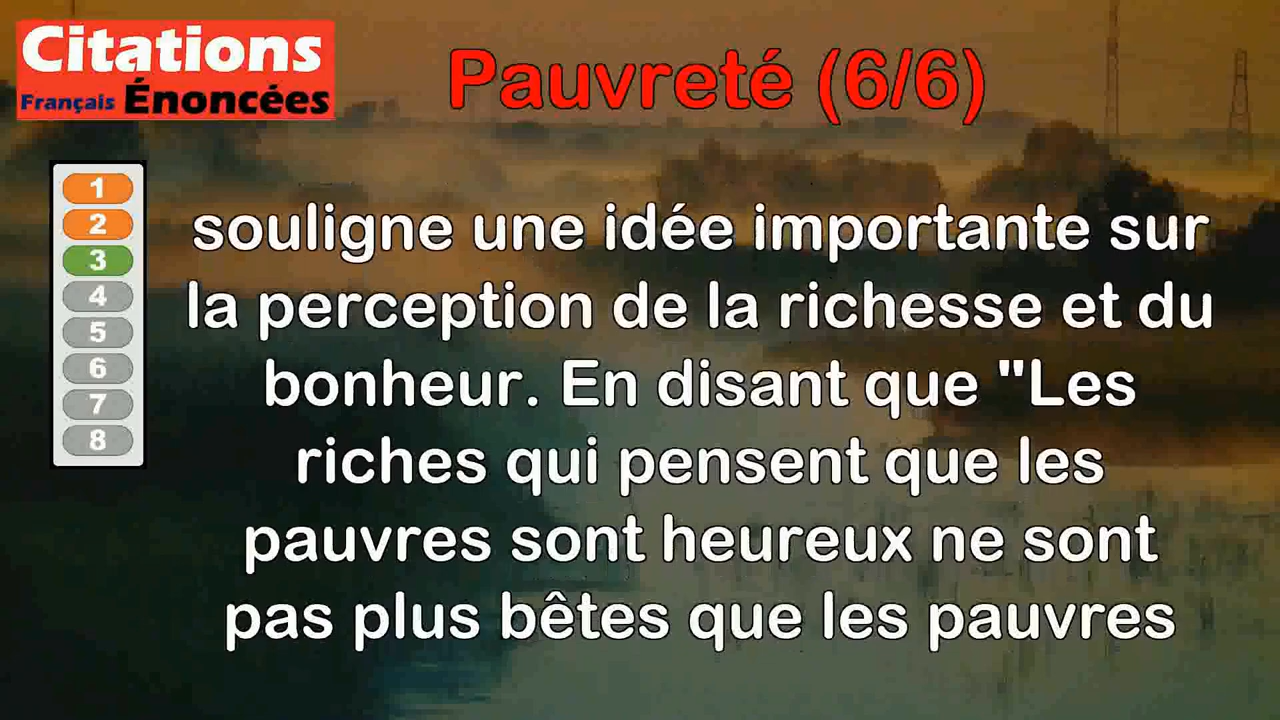 Citations
Français Énoncées
Pauvreté (6/6)
1
2
3
4
5
6
7
8
souligne une idée importante sur
la perception de la richesse et du
bonheur. En disant que "Les
riches qui pensent que les
pauvres sont heureux ne sont
pas plus bêtes que les pauvres